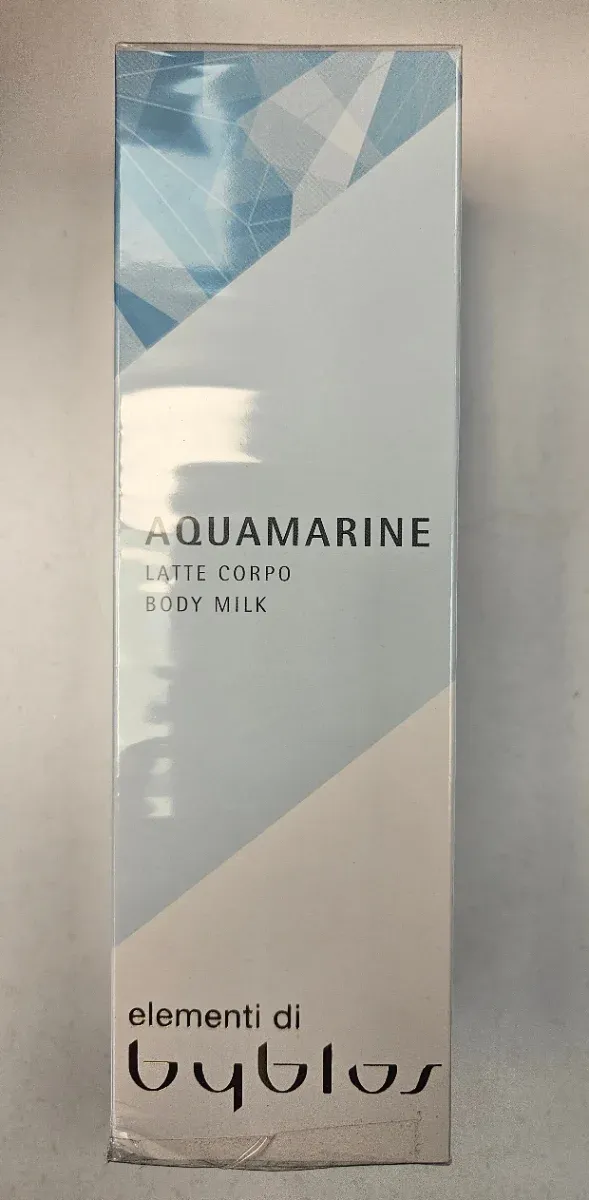 AQUAMARINE
LATTE CORPO
BODY MILK
elementi di
byblos